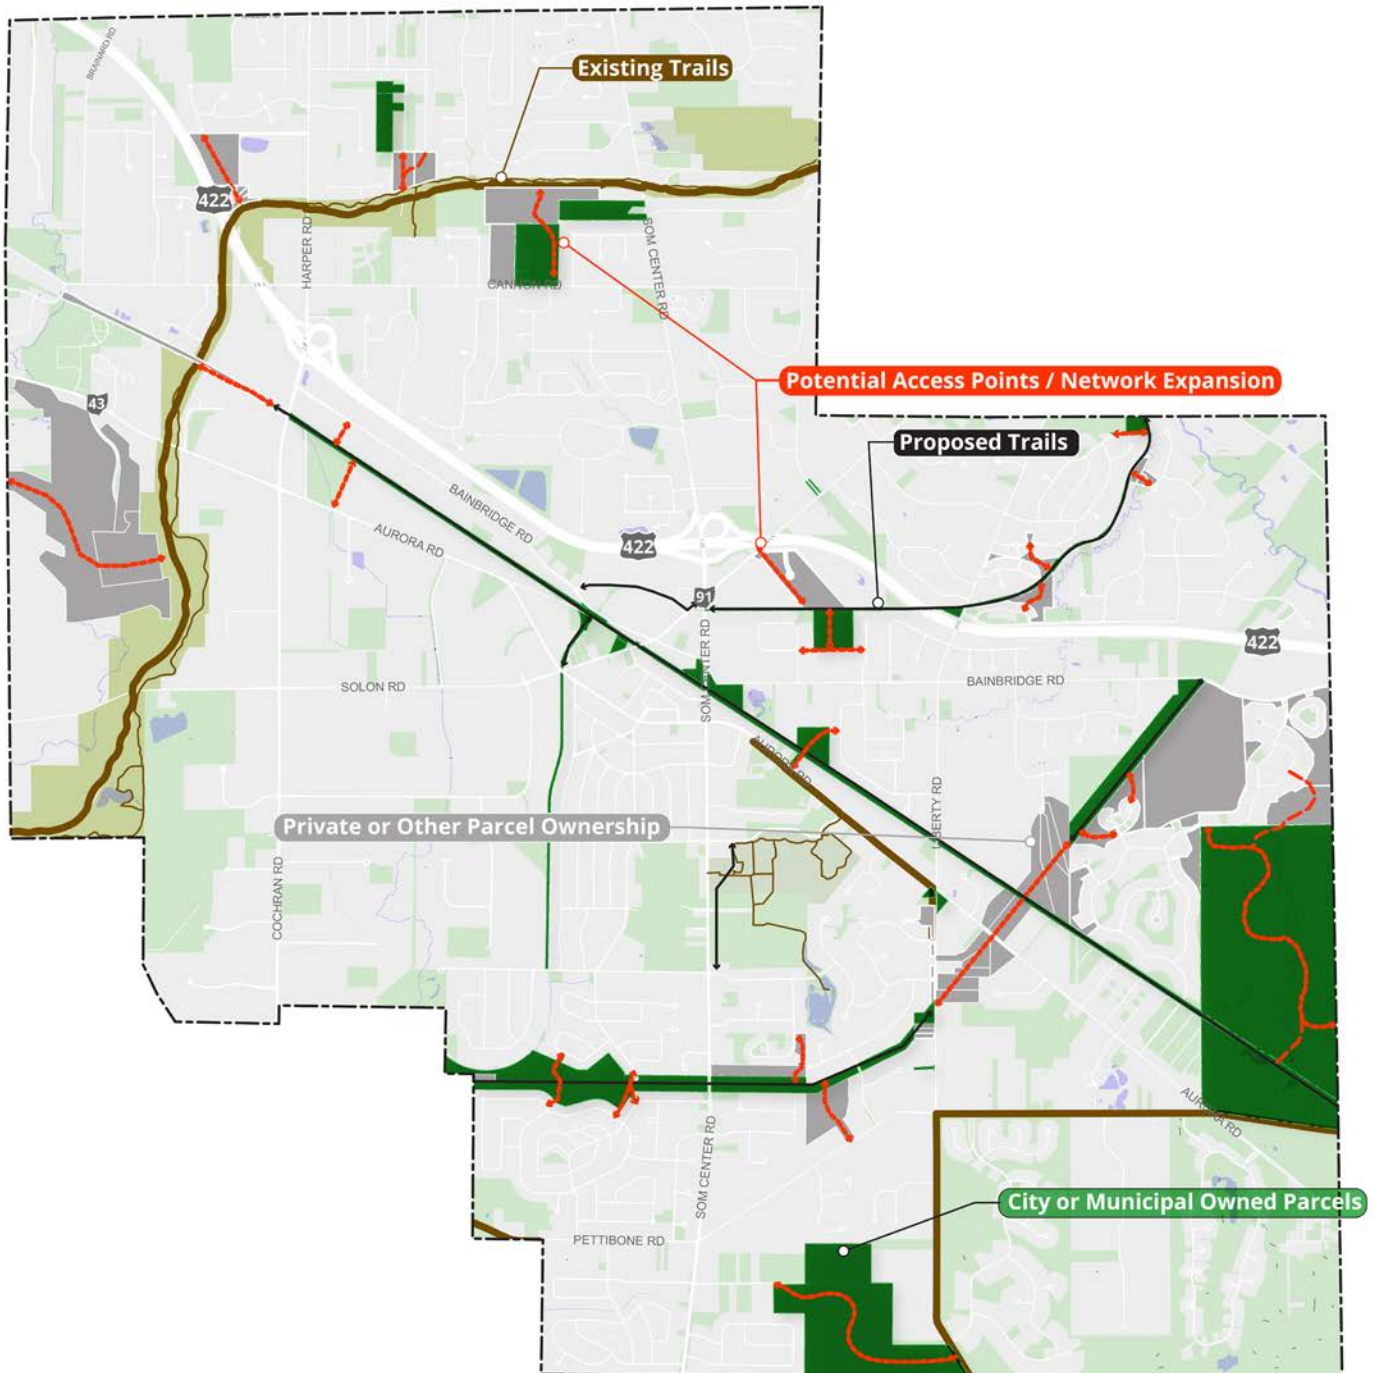 BRAINARD RD
Existing Trails
422
HARPER RD
SOM CENTER RD
CANNON RD
Potential Access Points / Network Expansion
43
Proposed Trails
BAINBRIDGE RD
AURORA RD
422
91
422
SOM CENTER RD
SOLON RD
BAINBRIDGE RD
AURORA RD
LIBERTY RD
Private or Other Parcel Ownership
COCHRAN RD
AURORA RD
SOM CENTER RD
City or Municipal Owned Parcels
PETTIBONE RD